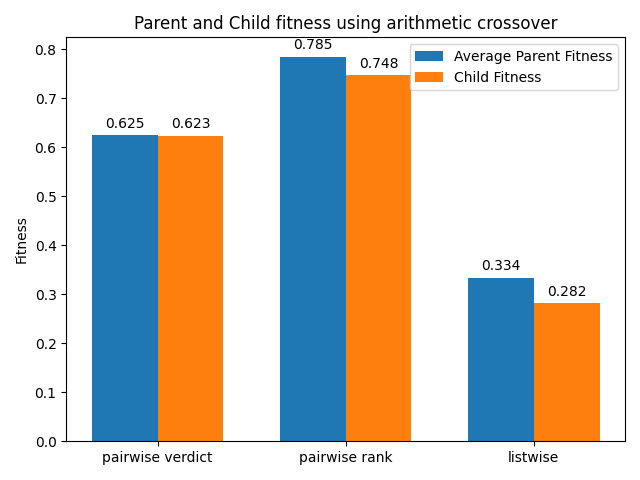 Parent and Child fitness using arithmetic crossover
Average Parent Fitness
Child Fitness
Fitness
0.8
0.7
0.6
0.5
0.4
0.3
0.2
0.1
0.0
0.625
0.623
0.785
0.748
0.334
0.282
pairwise verdict
pairwise rank
listwise